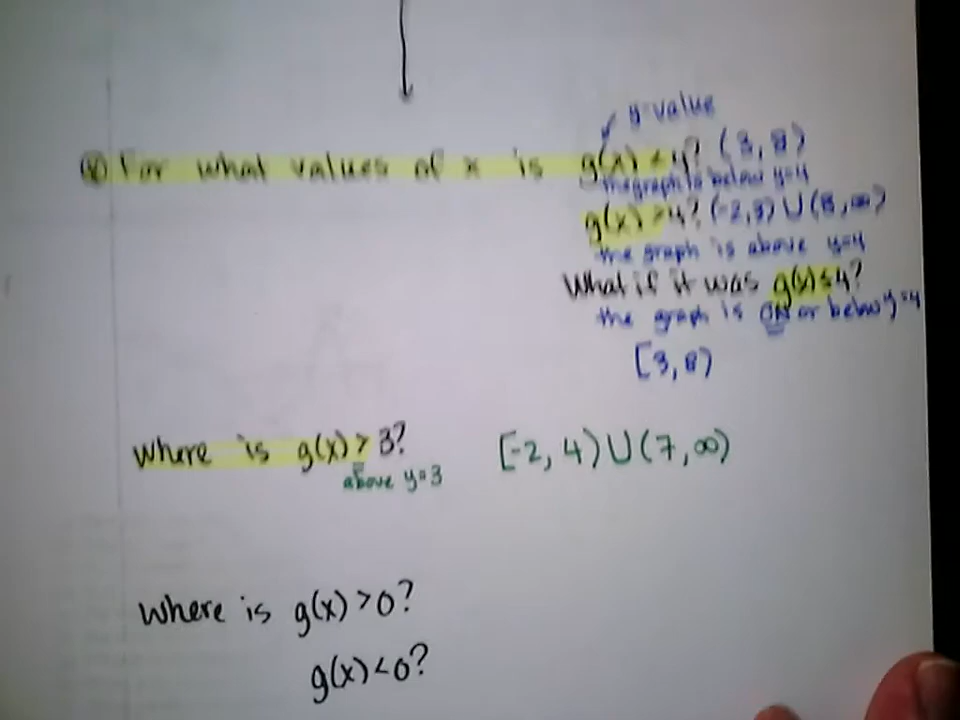 y-value
For what values of x is g(x) < 4? (3, 8)
the graph is below y=4
g(x) > 4? (-2,3) ∪ (8,∞)
the graph is above y=4
What if it was g(x) ≤ 4?
the graph is ON or below y=4
[3, 8)
Where is g(x) > 3? [-2, 4) ∪ (7, ∞)
above y=3
Where is g(x) > 0?
g(x) < 0?